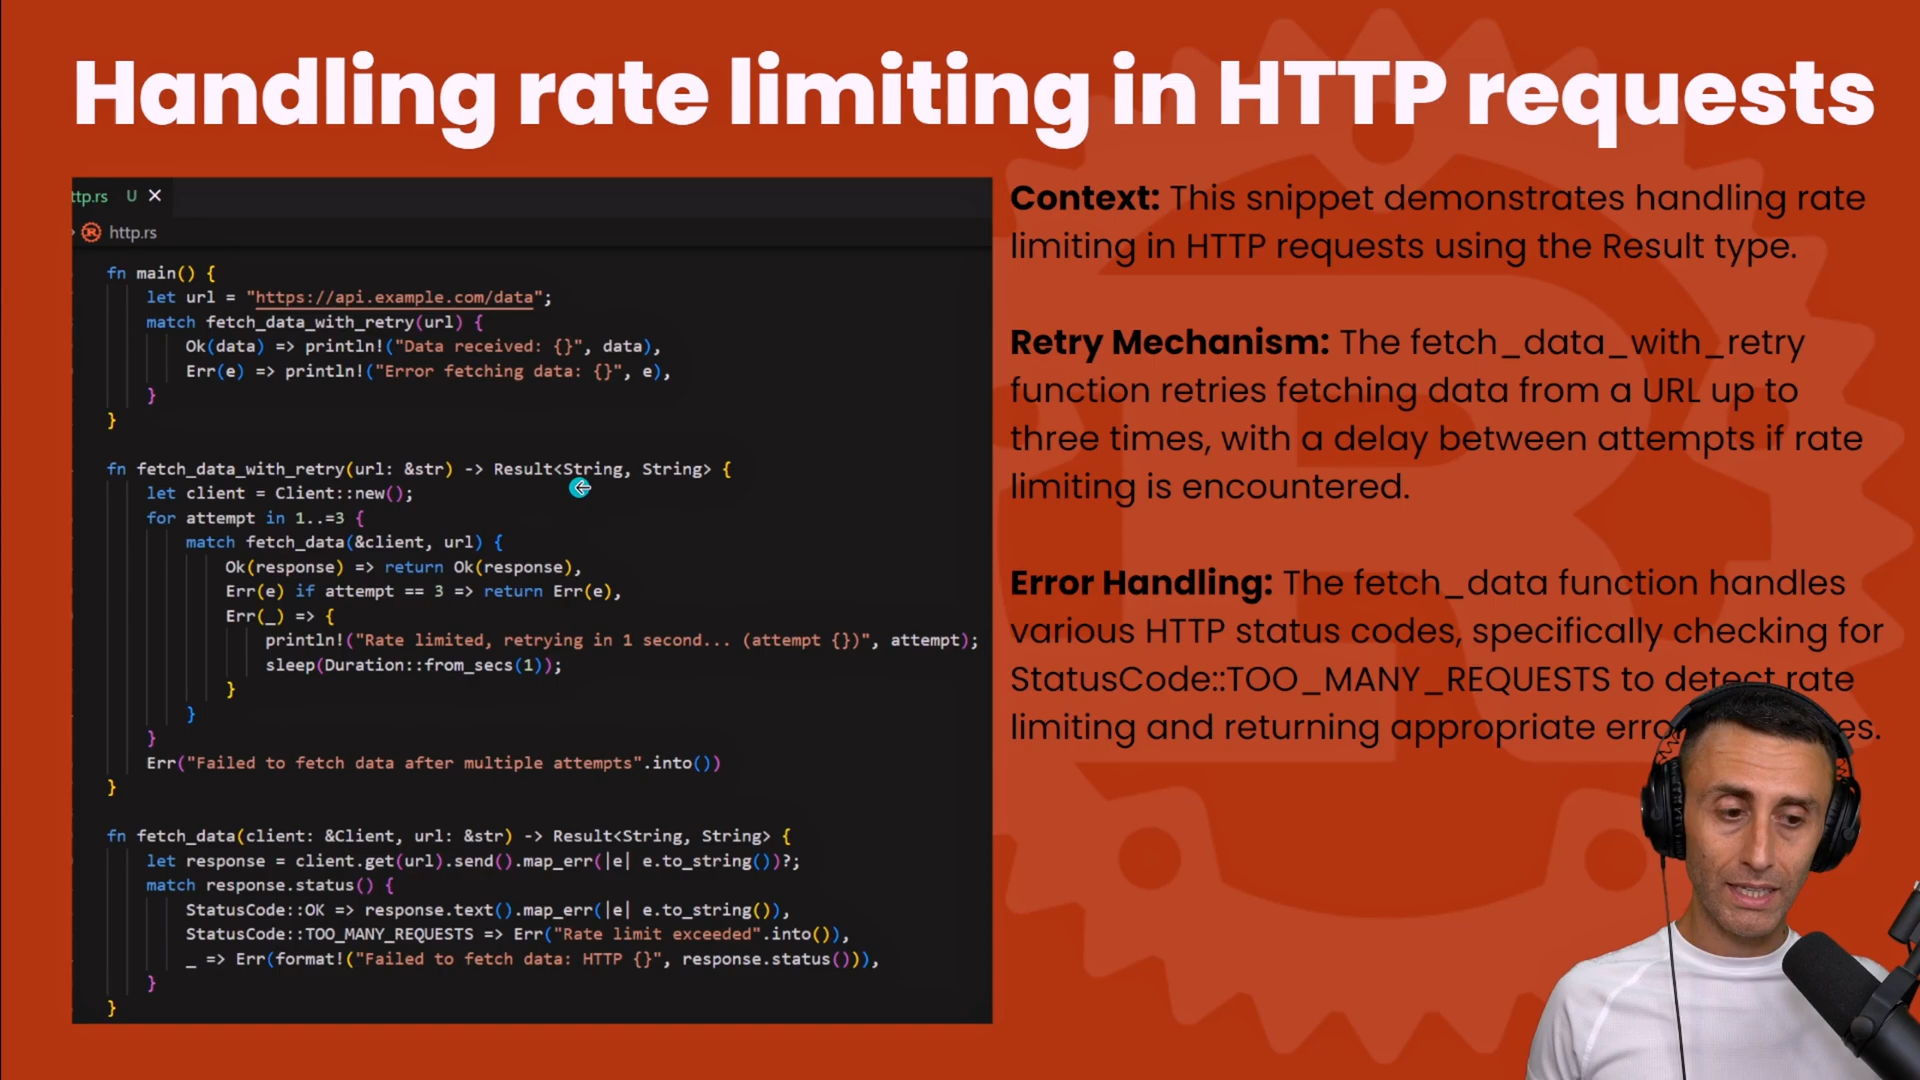 Handling rate limiting in HTTP requests
ttp.rs U
http.rs
fn main() {
let url = "https://api.example.com/data";
match fetch_data_with_retry(url) {
Ok(data) => println!("Data received: {}", data),
Err(e) => println!("Error fetching data: {}", e),
}
}
fn fetch_data_with_retry(url: &str) -> Result<String, String> {
let client = Client::new();
for attempt in 1..=3 {
match fetch_data(&client, url) {
Ok(response) => return Ok(response),
Err(e) if attempt == 3 => return Err(e),
Err(_) => {
println!("Rate limited, retrying in 1 second... (attempt {})", attempt);
sleep(Duration::from_secs(1));
}
}
}
Err("Failed to fetch data after multiple attempts".into())
}
fn fetch_data(client: &Client, url: &str) -> Result<String, String> {
let response = client.get(url).send().map_err(|e| e.to_string())?;
match response.status() {
StatusCode::OK => response.text().map_err(|e| e.to_string()),
StatusCode::TOO_MANY_REQUESTS => Err("Rate limit exceeded".into()),
_ => Err(format!("Failed to fetch data: HTTP {}", response.status())),
}
}
Context: This snippet demonstrates handling rate
limiting in HTTP requests using the Result type.
Retry Mechanism: The fetch_data_with_retry
function retries fetching data from a URL up to
three times, with a delay between attempts if rate
limiting is encountered.
Error Handling: The fetch_data function handles
various HTTP status codes, specifically checking for
StatusCode::TOO_MANY_REQUESTS to detect rate
limiting and returning appropriate